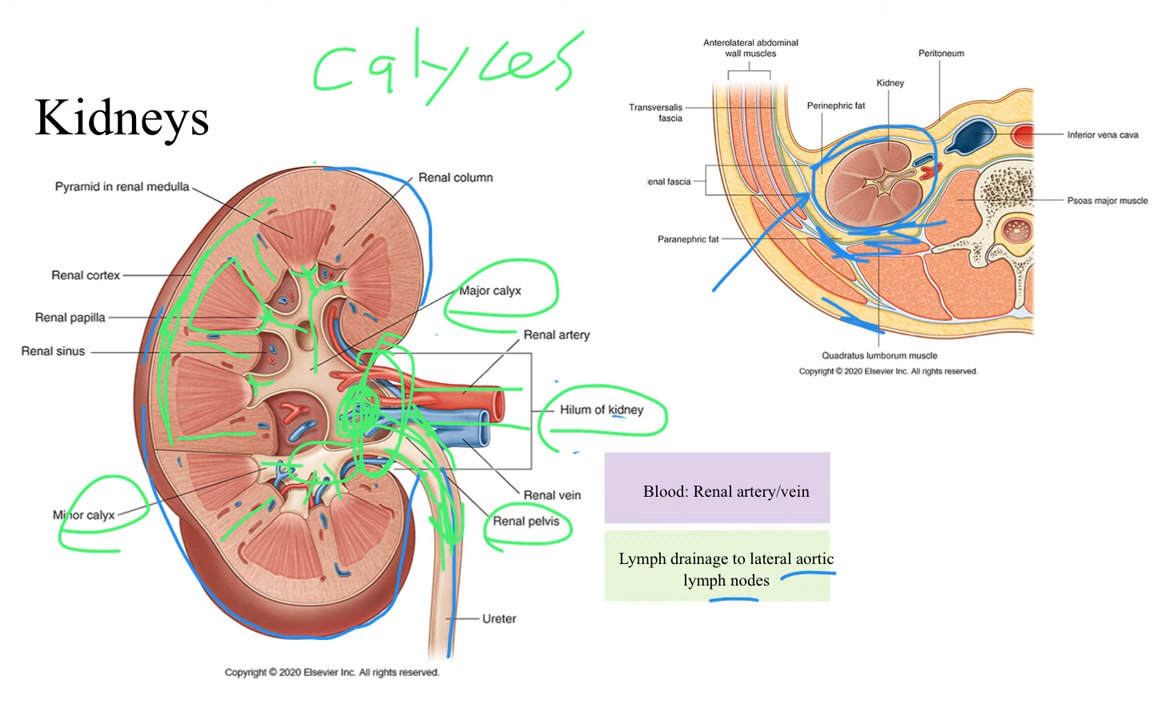 calyces
Kidneys
Pyramid in renal medulla
Renal column
Renal cortex
Major calyx
Renal papilla
Renal artery
Renal sinus
Hilum of kidney
Renal vein
Minor calyx
Renal pelvis
Ureter
Copyright © 2020 Elsevier Inc. All rights reserved.
Anterolateral abdominal
wall muscles
Peritoneum
Kidney
Transversalis
fascia
Perinephric fat
Inferior vena cava
enal fascia
Psoas major muscle
Paranephric fat
Quadratus lumborum muscle
Copyright © 2020 Elsevier Inc. All rights reserved.
Blood: Renal artery/vein
Lymph drainage to lateral aortic
lymph nodes